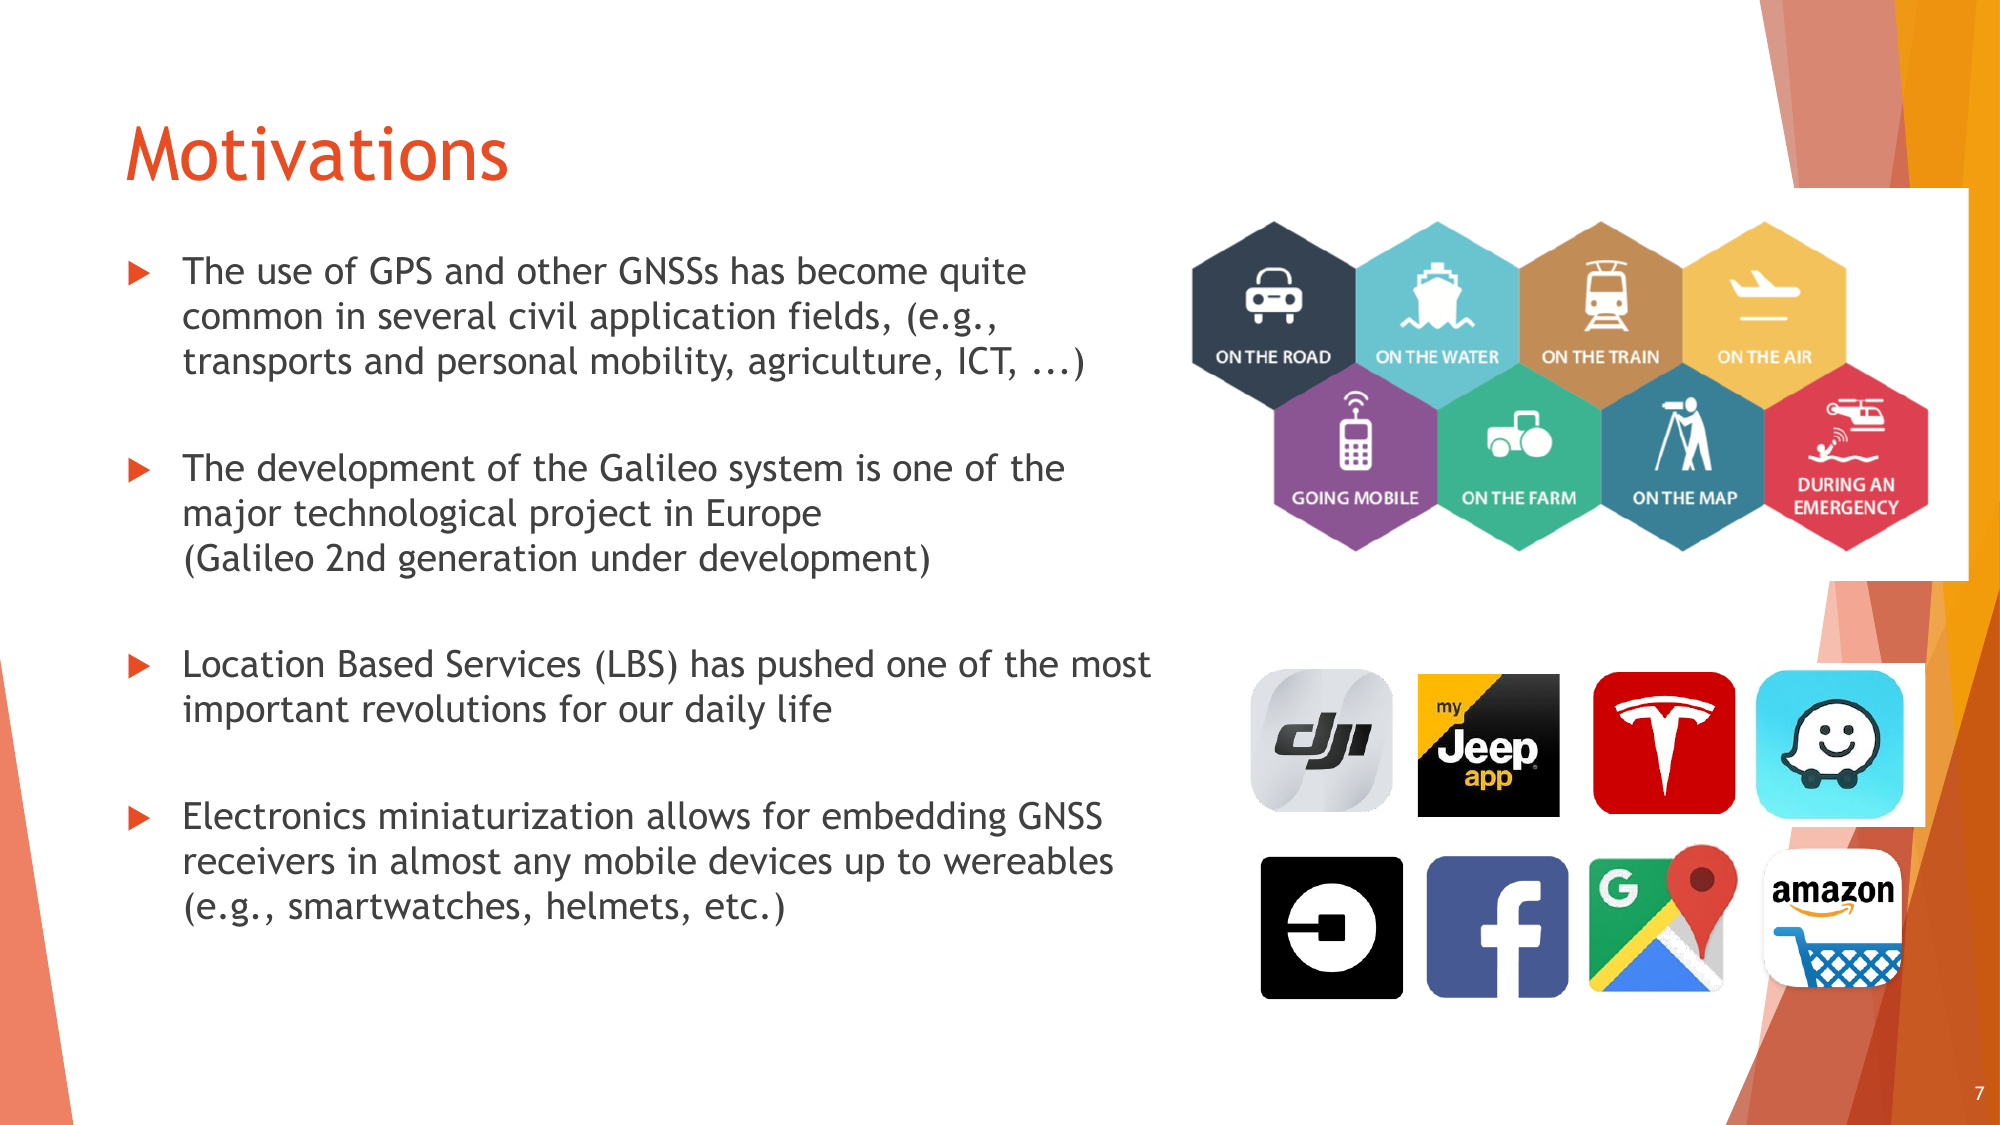 Motivations
The use of GPS and other GNSSs has become quite
common in several civil application fields, (e.g.,
transports and personal mobility, agriculture, ICT, ...)
The development of the Galileo system is one of the
major technological project in Europe
(Galileo 2nd generation under development)
Location Based Services (LBS) has pushed one of the most
important revolutions for our daily life
Electronics miniaturization allows for embedding GNSS
receivers in almost any mobile devices up to wereables
(e.g., smartwatches, helmets, etc.)
ON THE ROAD
ON THE WATER
ON THE TRAIN
ON THE AIR
GOING MOBILE
ON THE FARM
ON THE MAP
DURING AN
EMERGENCY
dji
my
Jeep
app
f
G
amazon
7